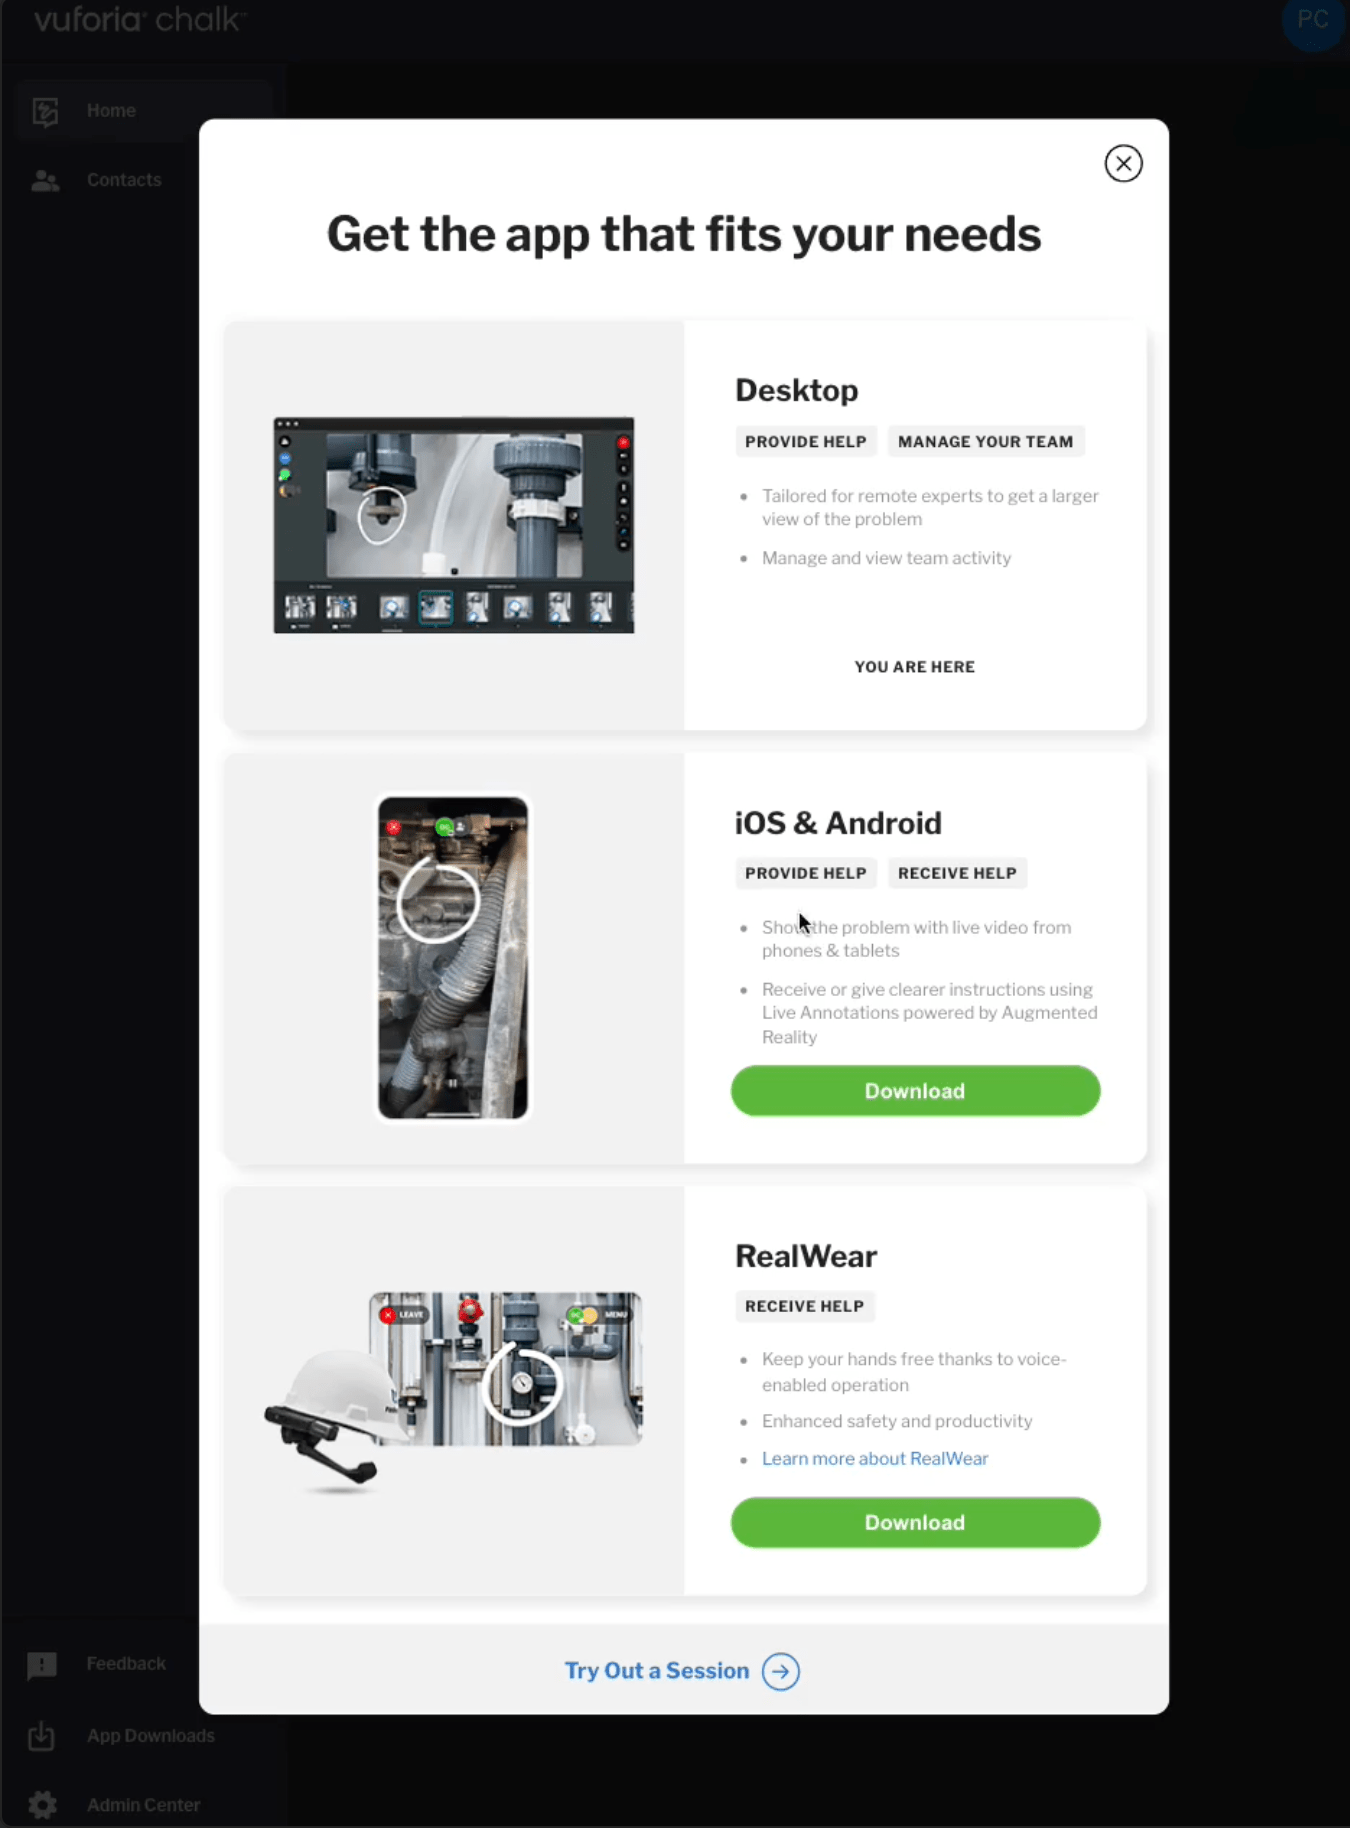 vuforia® chalk™
PC
Home
Contacts
Get the app that fits your needs
Desktop
PROVIDE HELP
MANAGE YOUR TEAM
Tailored for remote experts to get a larger
view of the problem
Manage and view team activity
YOU ARE HERE
iOS & Android
PROVIDE HELP
RECEIVE HELP
Show the problem with live video from
phones & tablets
Receive or give clearer instructions using
Live Annotations powered by Augmented
Reality
Download
LEAVE
MENU
RealWear
RECEIVE HELP
Keep your hands free thanks to voice-
enabled operation
Enhanced safety and productivity
Learn more about RealWear
Download
Try Out a Session
Feedback
App Downloads
Admin Center